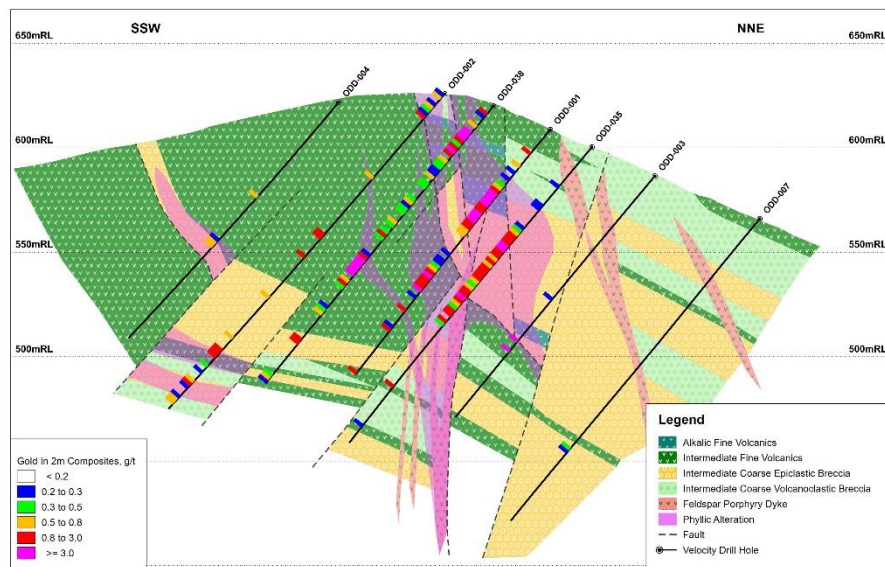 SSW
NNE
650mRL
650mRL
ODD-004
ODD-002
ODD-038
ODD-001
ODD-035
ODD-003
ODD-007
600mRL
600mRL
550mRL
550mRL
500mRL
500mRL
Gold In 2m Composites, g/t
< 0.2
0.2 to 0.3
0.3 to 0.5
0.5 to 0.8
0.8 to 3.0
>= 3.0
Legend
Alkalic Fine Volcanics
Intermediate Fine Volcanics
Intermediate Coarse Epiclastic Breccia
Intermediate Coarse Volcanoclastic Breccia
Feldspar Porphyry Dyke
Phyllic Alteration
Fault
Velocity Drill Hole